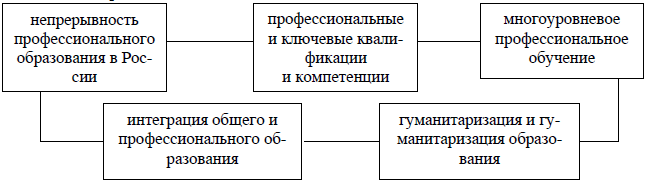 непрерывность
профессионального
образования в Рос-
сии
профессиональные
и ключевые квали-
фикации
и компетенции
многоуровневое
профессиональное
обучение
интеграция общего и
профессионального об-
разования
гуманитаризация и гу-
манитаризация образо-
вания